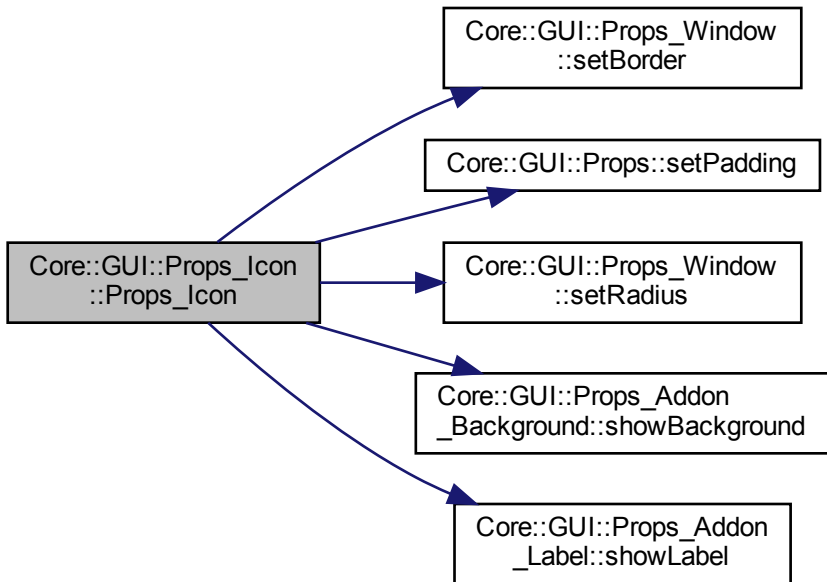 Core::GUI::Props_Window
::setBorder
Core::GUI::Props::setPadding
Core::GUI::Props_Icon
::Props_Icon
Core::GUI::Props_Window
::setRadius
Core::GUI::Props_Addon
_Background::showBackground
Core::GUI::Props_Addon
_Label::showLabel